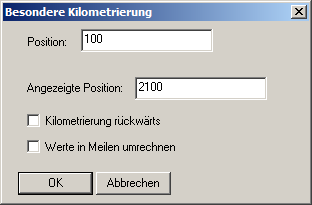 Besondere Kilometrierung
Position: 100
Angezeigte Position: 2100
Kilometrierung rückwärts
Werte in Meilen umrechnen
OK Abbrechen